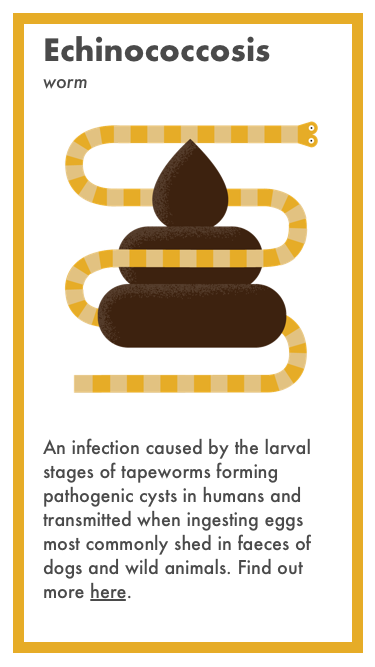 Echinococcosis
worm
An infection caused by the larval
stages of tapeworms forming
pathogenic cysts in humans and
transmitted when ingesting eggs
most commonly shed in faeces of
dogs and wild animals. Find out
more here.